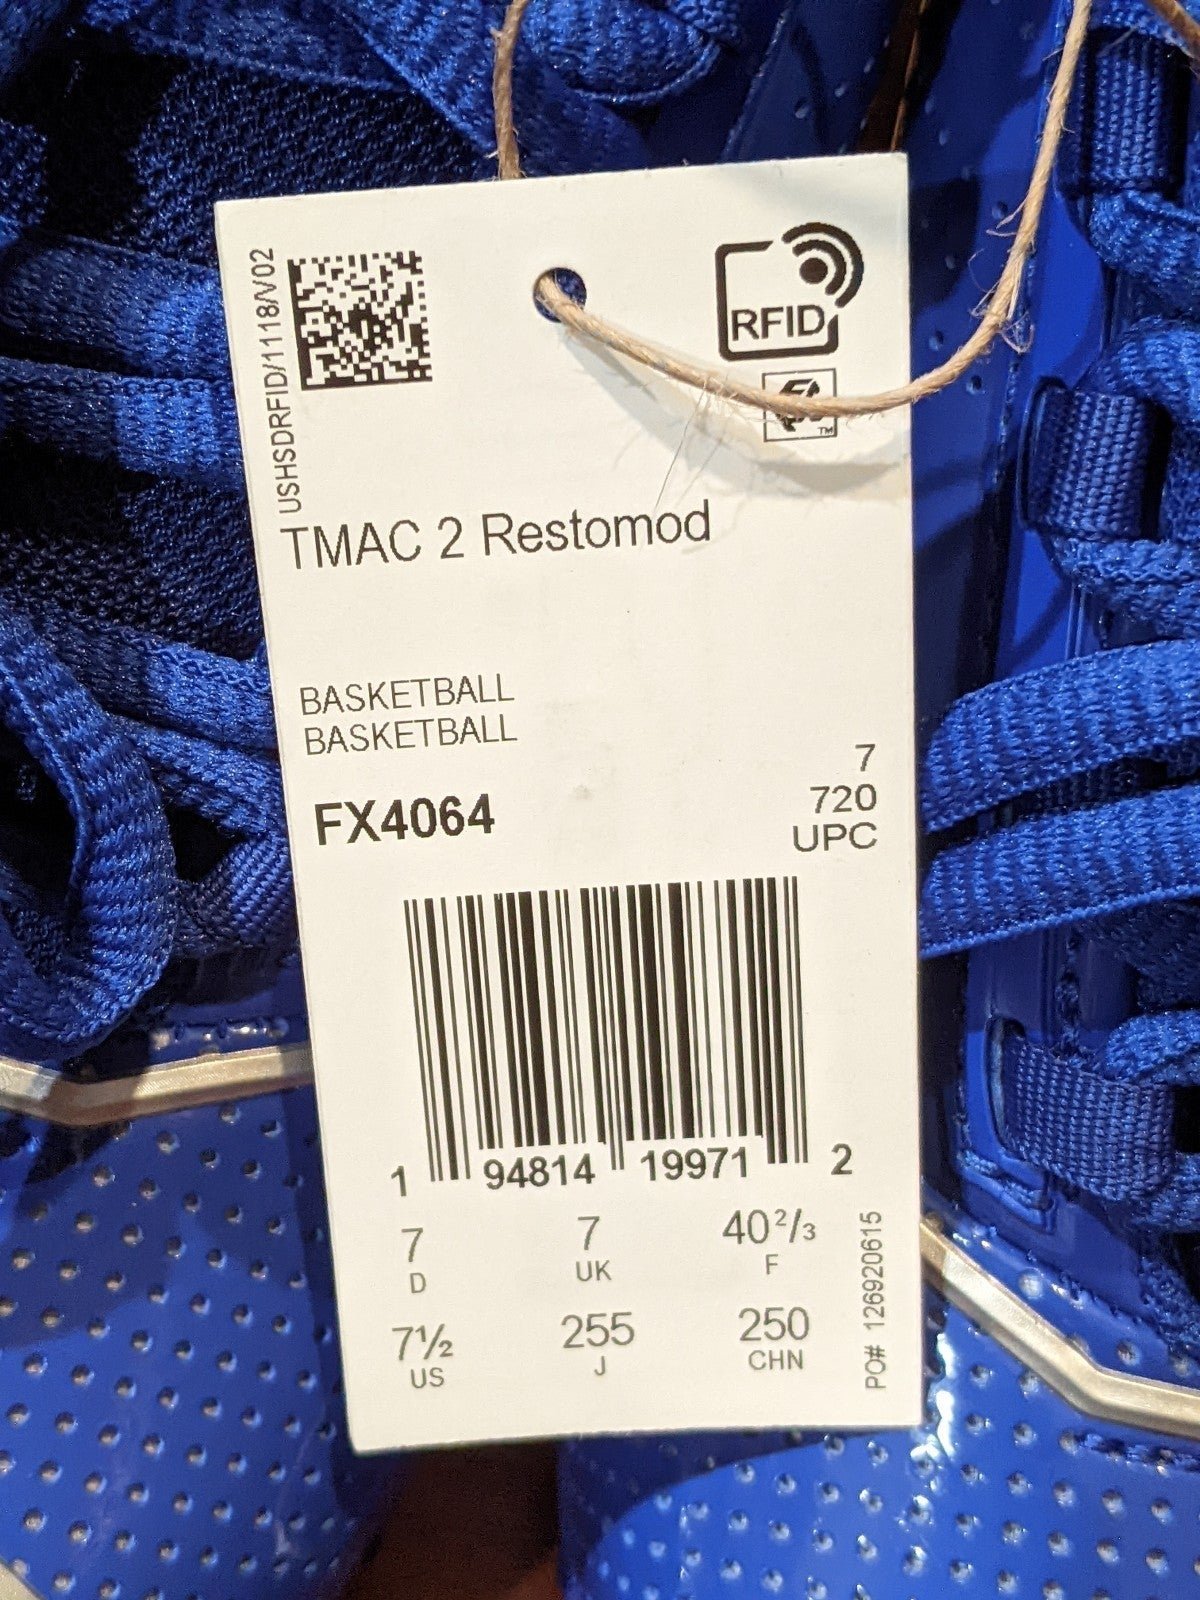 USHSDRFID/1118/V02
RFID
TM
TMAC 2 Restomod
BASKETBALL
BASKETBALL
7
FX4064
720
UPC
1 94814 19971 2
7 7 40 2/3
D UK F
7½ 255 250
US J CHN
PO# 126920615